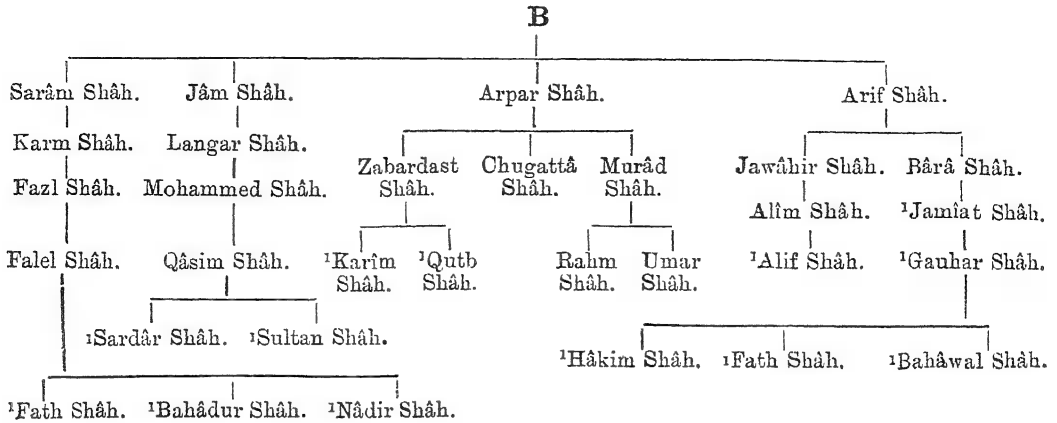 B
Sarâm Shâh. Jâm Shâh. Arpar Shâh. Arif Shâh.
Karm Shâh. Langar Shâh.
Zabardast Shâh. Chugattâ Shâh. Murâd Shâh. Jawâhir Shâh. Bârâ Shâh.
Fazl Shâh. Mohammed Shâh.
Alîm Shâh. ¹Jamîat Shâh.
Falel Shâh. Qâsim Shâh. ¹Karîm Shâh. ¹Qutb Shâh. Rahm Shâh. Umar Shâh. ¹Alif Shâh. ¹Gauhar Shâh.
¹Sardâr Shâh. ¹Sultan Shâh.
¹Hâkim Shâh. ¹Fath Shâh. ¹Bahâwal Shâh.
¹Fath Shâh. ¹Bahâdur Shâh. ¹Nâdir Shâh.